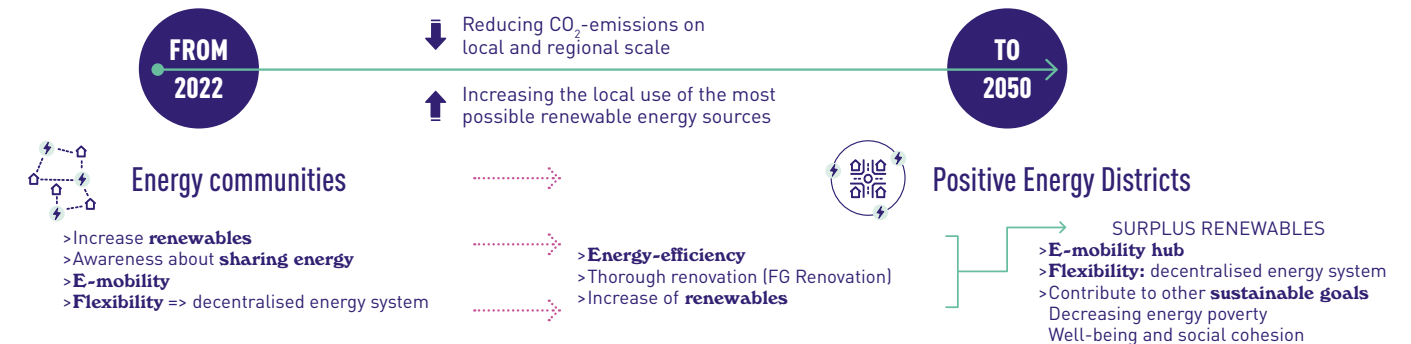 FROM
2022
Reducing CO₂-emissions on
local and regional scale
Increasing the local use of the most
possible renewable energy sources
TO
2050
Energy communities
>Increase renewables
>Awareness about sharing energy
>E-mobility
>Flexibility => decentralised energy system
>Energy-efficiency
>Thorough renovation (FG Renovation)
>Increase of renewables
Positive Energy Districts
SURPLUS RENEWABLES
>E-mobility hub
>Flexibility: decentralised energy system
>Contribute to other sustainable goals
Decreasing energy poverty
Well-being and social cohesion